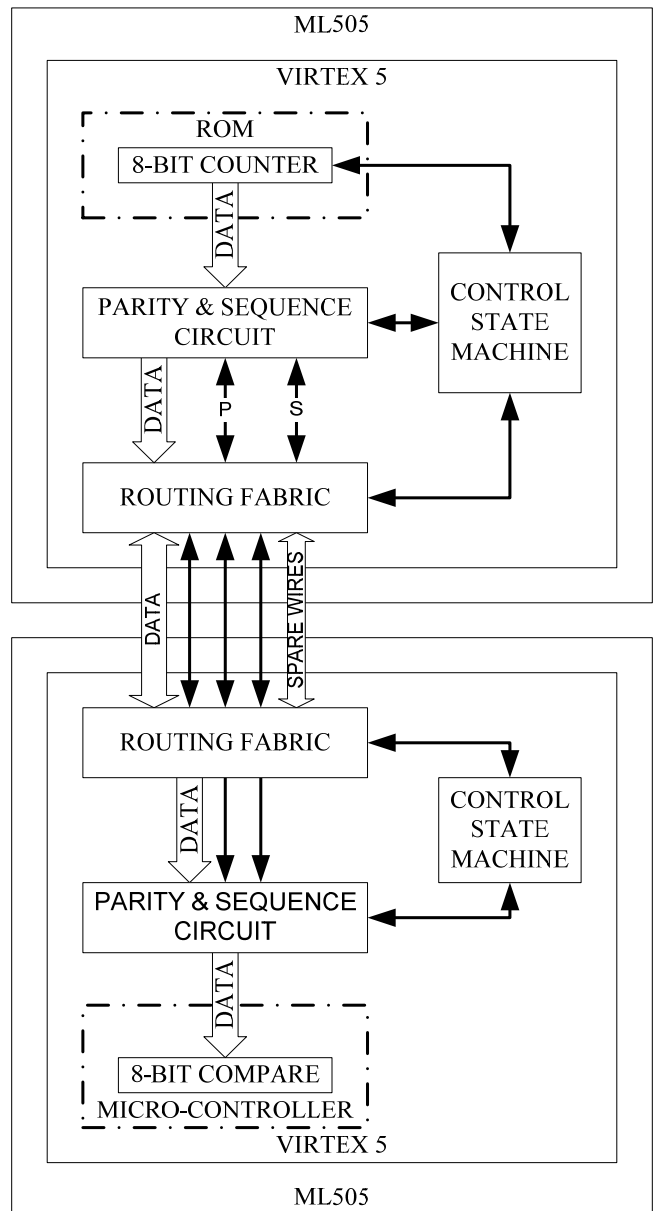 ML505
VIRTEX 5
ROM
8-BIT COUNTER
DATA
PARITY & SEQUENCE
CIRCUIT
CONTROL
STATE
MACHINE
DATA
P
S
ROUTING FABRIC
DATA
SPARE WIRES
ROUTING FABRIC
CONTROL
STATE
MACHINE
DATA
PARITY & SEQUENCE
CIRCUIT
DATA
8-BIT COMPARE
MICRO-CONTROLLER
VIRTEX 5
ML505